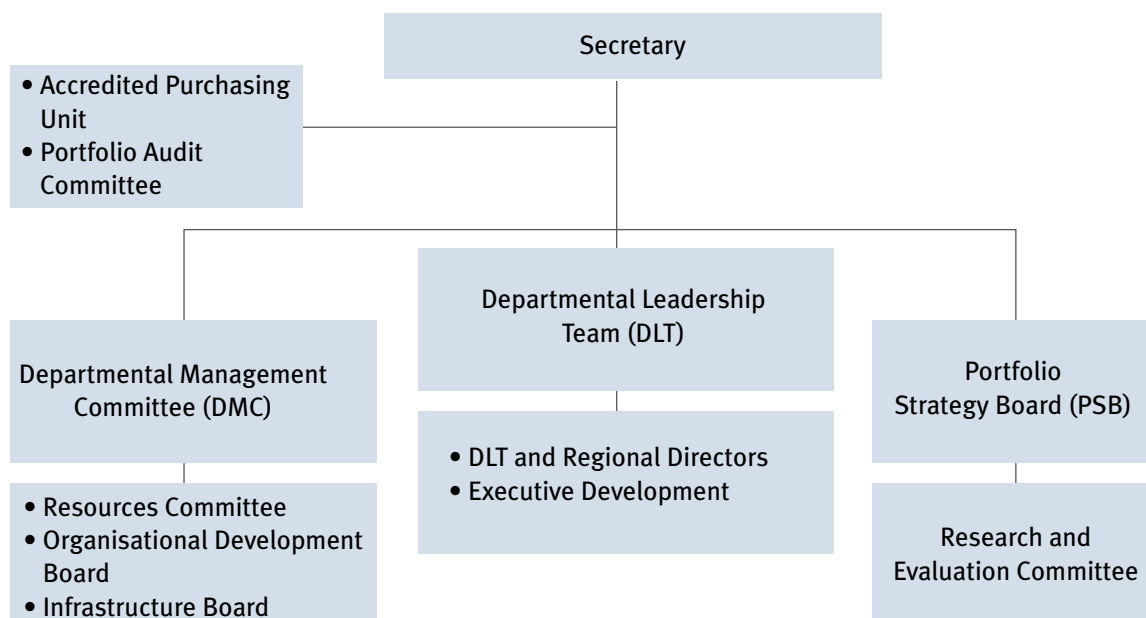 Secretary
• Accredited Purchasing
Unit
• Portfolio Audit
Committee
Departmental Leadership
Team (DLT)
Departmental Management
Committee (DMC)
Portfolio
Strategy Board (PSB)
• DLT and Regional Directors
• Executive Development
• Resources Committee
• Organisational Development
Board
• Infrastructure Board
Research and
Evaluation Committee